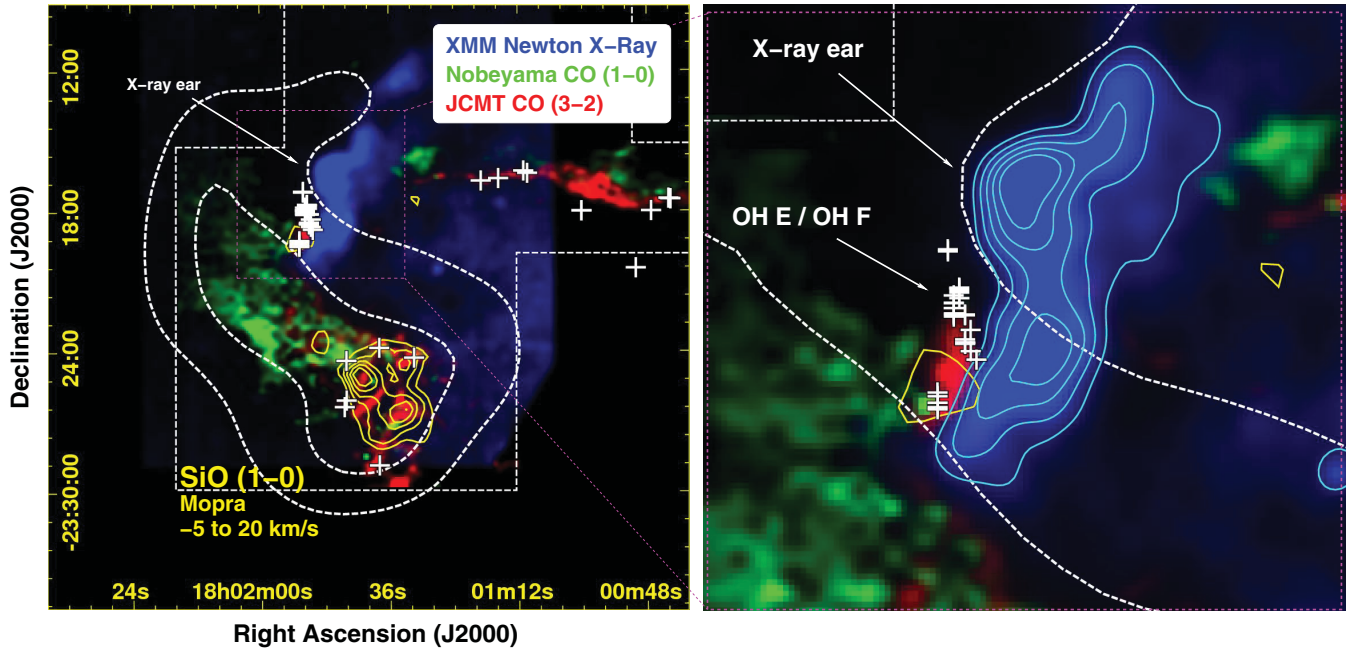 XMM Newton X-Ray
Nobeyama CO (1-0)
JCMT CO (3-2)
X-ray ear
X-ray ear
OH E / OH F
12:00
18:00
24:00
-23:30:00
Declination (J2000)
SiO (1-0)
Mopra
-5 to 20 km/s
24s
18h02m00s
36s
01m12s
00m48s
Right Ascension (J2000)